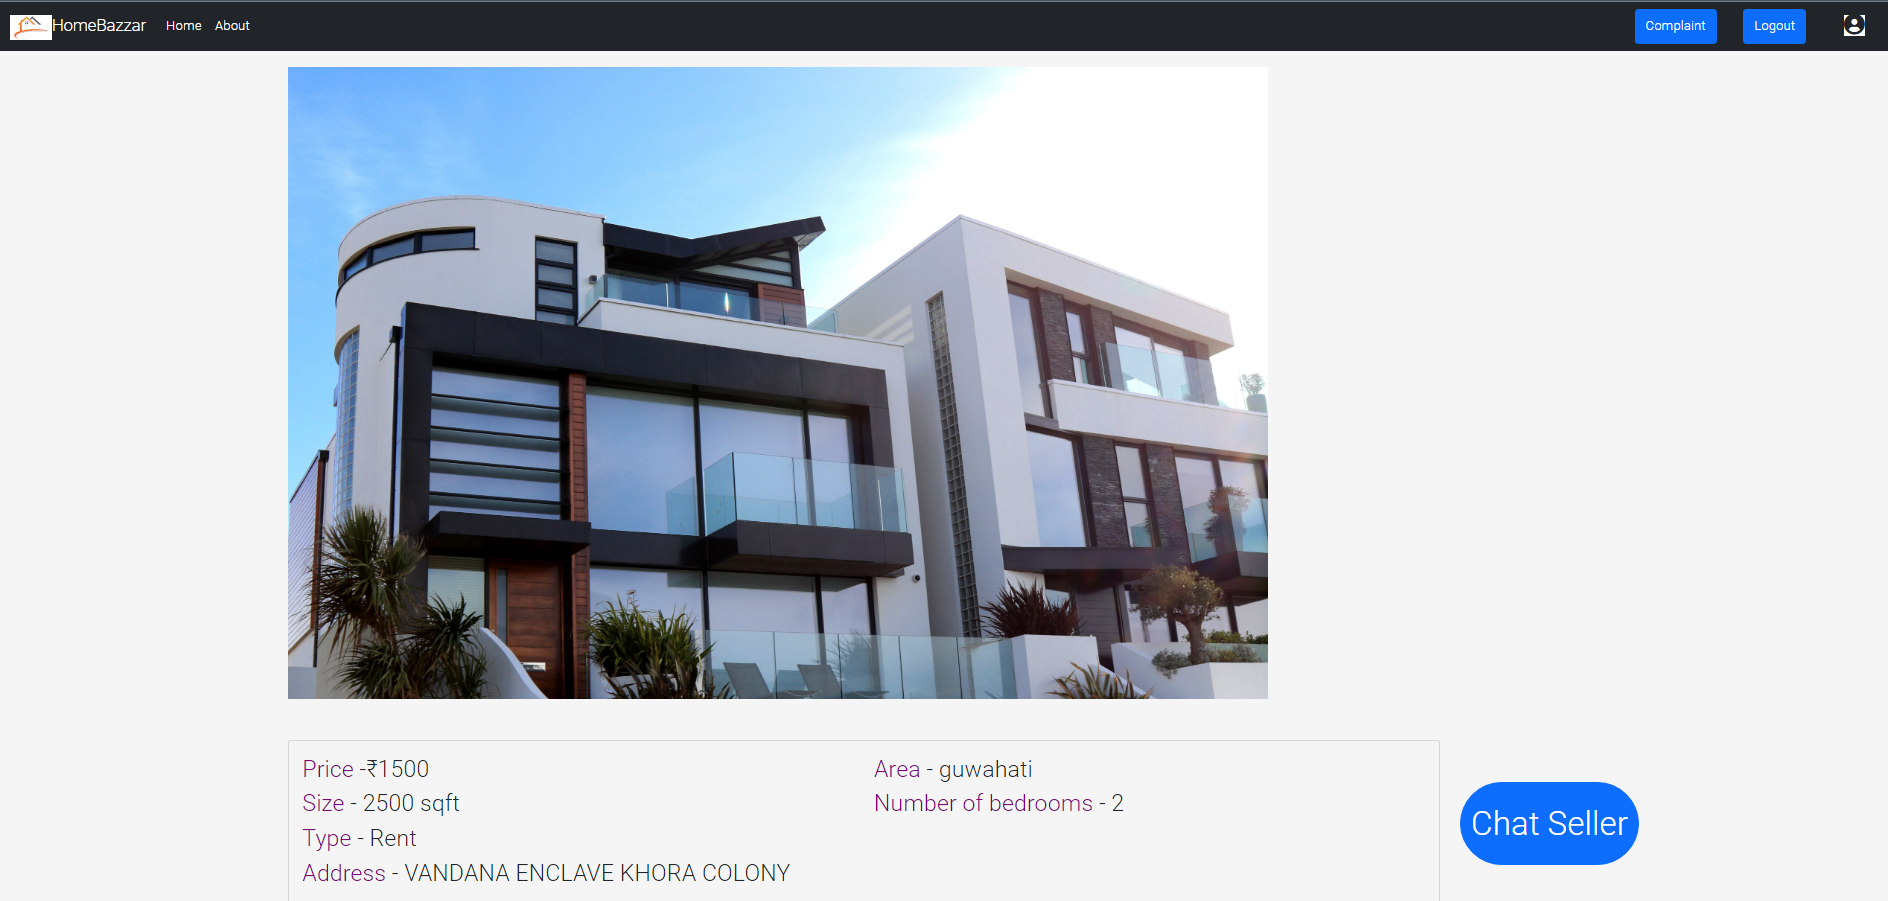 HomeBazzar Home About Complaint Logout
Price -₹1500
Size - 2500 sqft
Type - Rent
Address - VANDANA ENCLAVE KHORA COLONY
Area - guwahati
Number of bedrooms - 2
Chat Seller